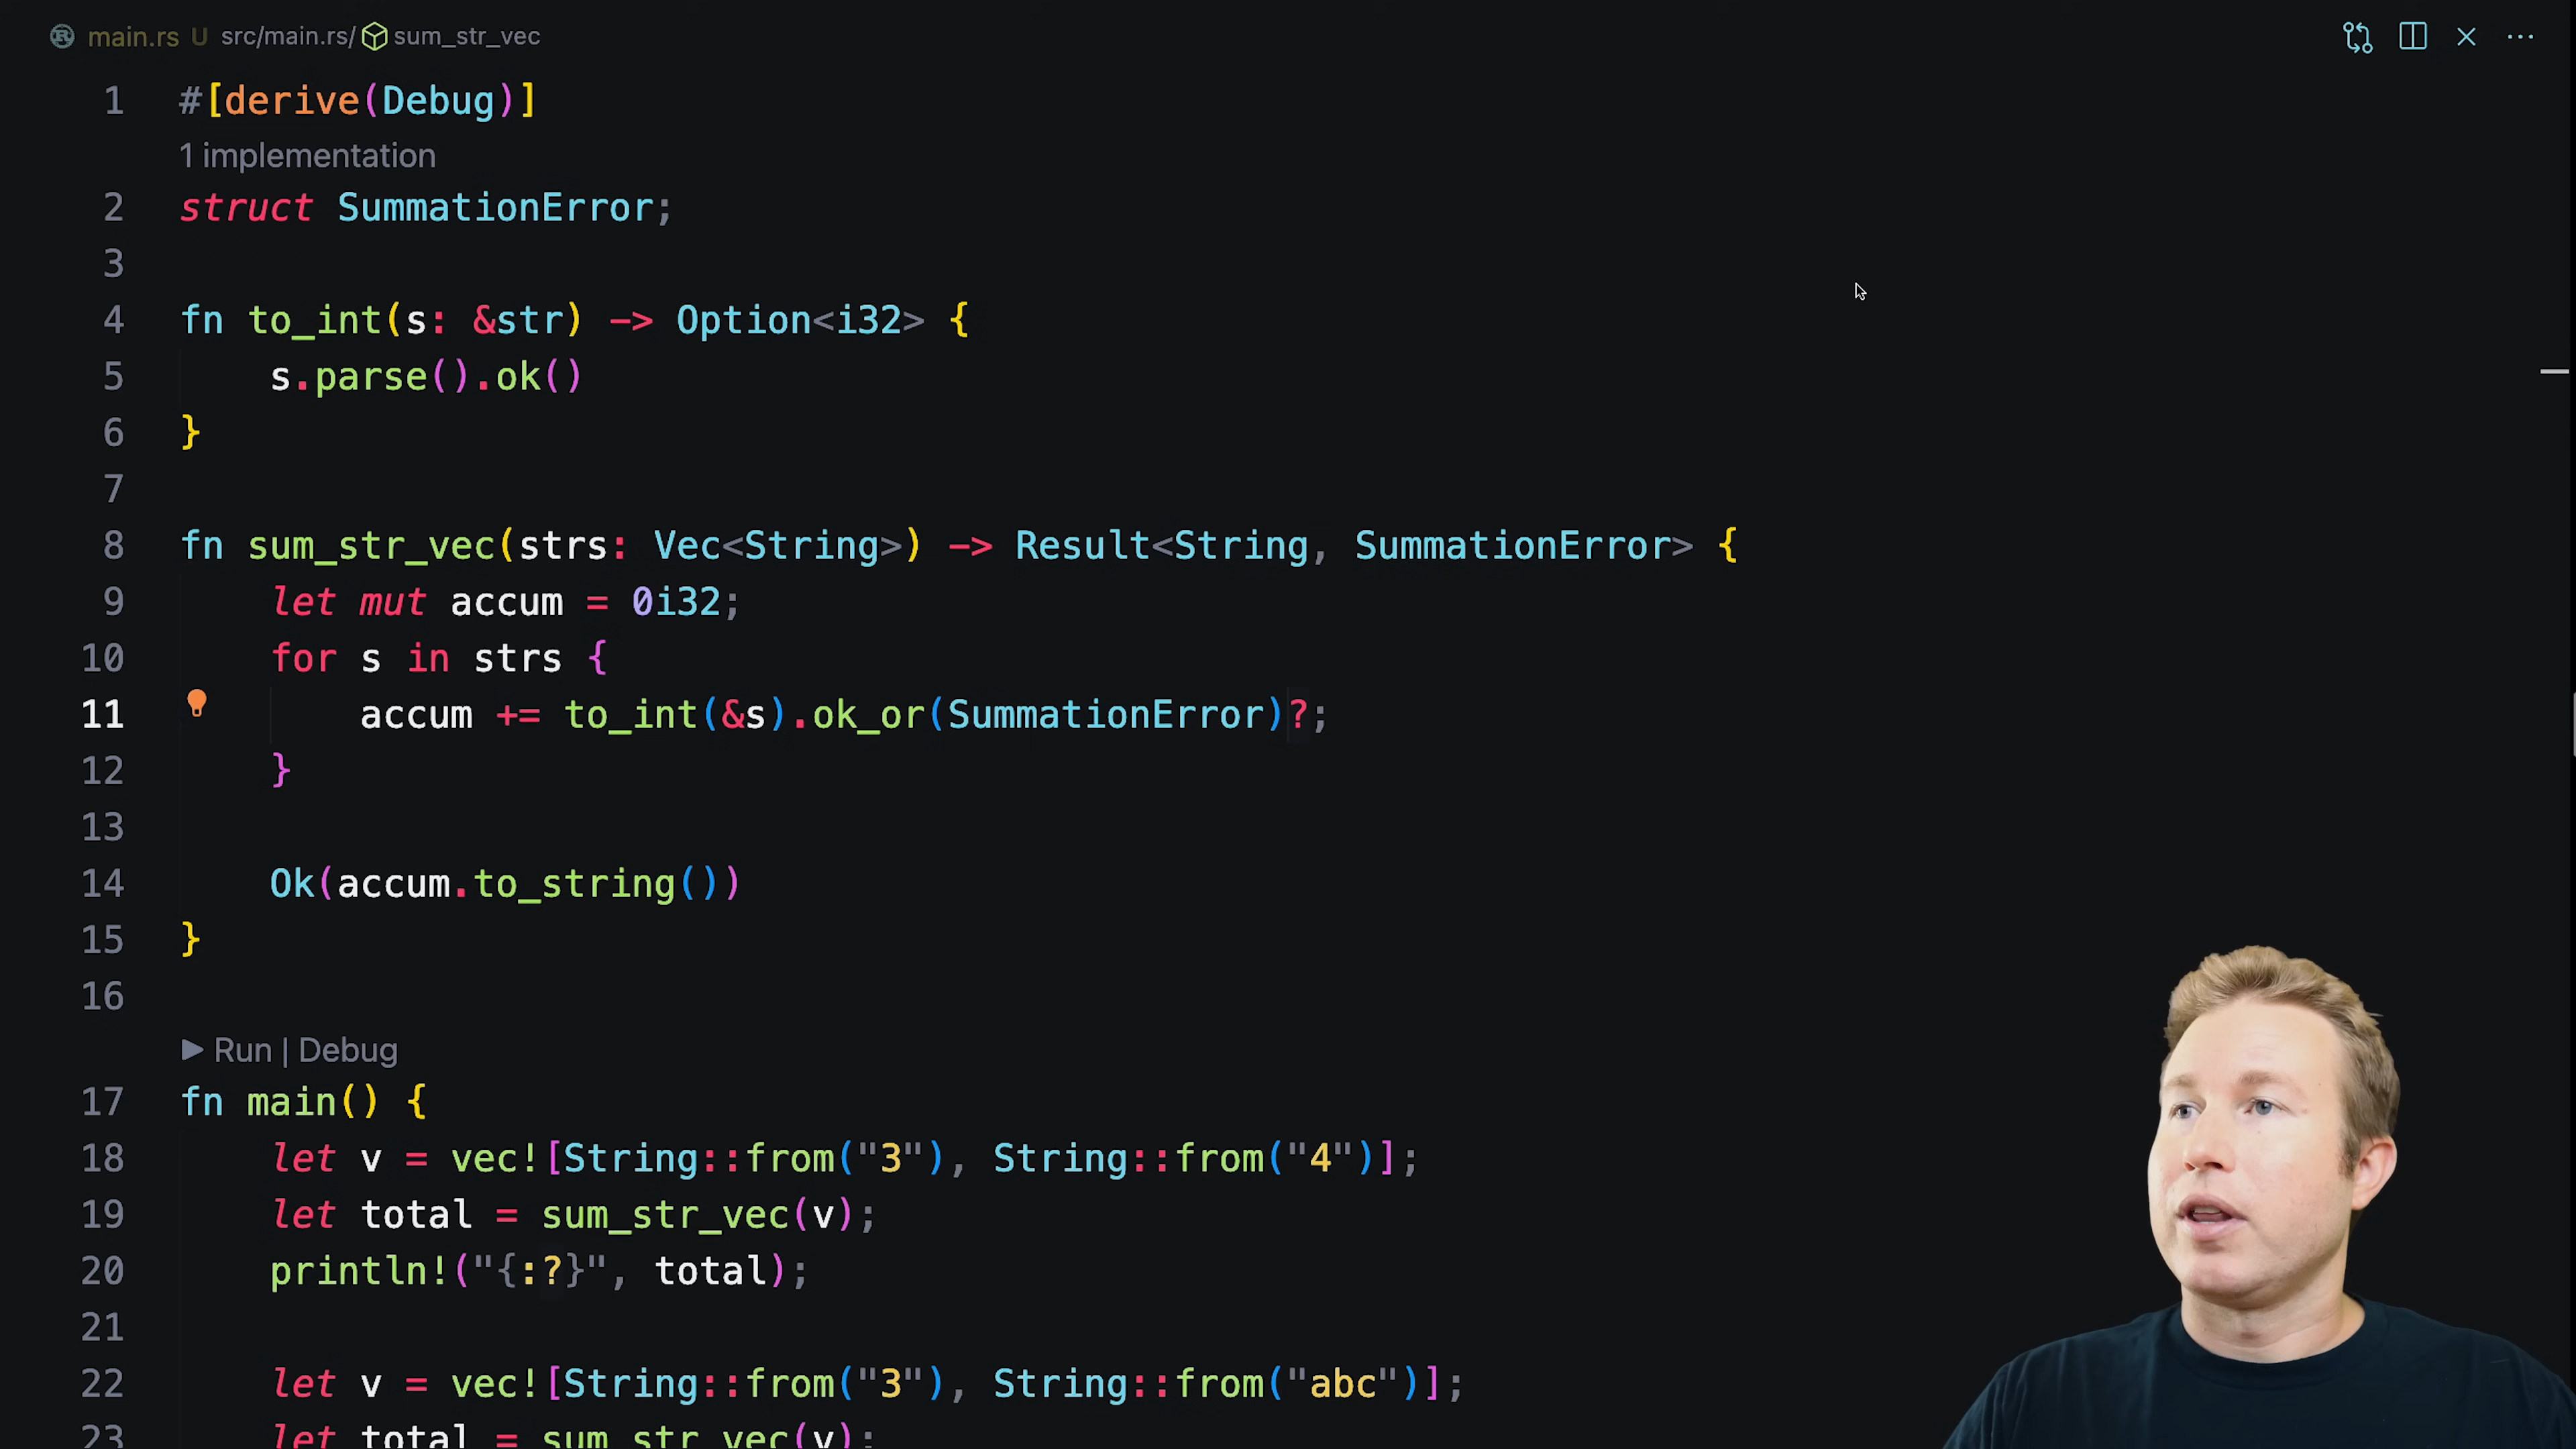 main.rs U src/main.rs/ sum_str_vec
1 #[derive(Debug)]
1 implementation
2 struct SummationError;
3
4 fn to_int(s: &str) -> Option<i32> {
5     s.parse().ok()
6 }
7
8 fn sum_str_vec(strs: Vec<String>) -> Result<String, SummationError> {
9     let mut accum = 0i32;
10     for s in strs {
11         accum += to_int(&s).ok_or(SummationError)?;
12     }
13
14     Ok(accum.to_string())
15 }
16
Run | Debug
17 fn main() {
18     let v = vec![String::from("3"), String::from("4")];
19     let total = sum_str_vec(v);
20     println!("{:?}", total);
21
22     let v = vec![String::from("3"), String::from("abc")];
23     let total = sum_str_vec(v);